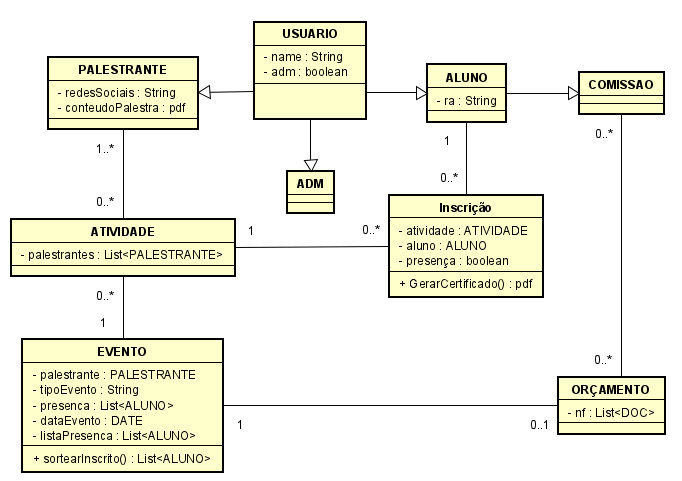 USUARIO
- name : String
- adm : boolean
PALESTRANTE
- redesSociais : String
- conteudoPalestra : pdf
ALUNO
- ra : String
COMISSAO
1..*
0..*
1
0..*
0..*
ADM
ATIVIDADE
- palestrantes : List<PALESTRANTE>
1
0..*
Inscrição
- atividade : ATIVIDADE
- aluno : ALUNO
- presença : boolean
+ GerarCertificado() : pdf
0..*
1
EVENTO
- palestrante : PALESTRANTE
- tipoEvento : String
- presenca : List<ALUNO>
- dataEvento : DATE
- listaPresenca : List<ALUNO>
+ sortearInscrito() : List<ALUNO>
1
0..1
0..*
ORÇAMENTO
- nf : List<DOC>